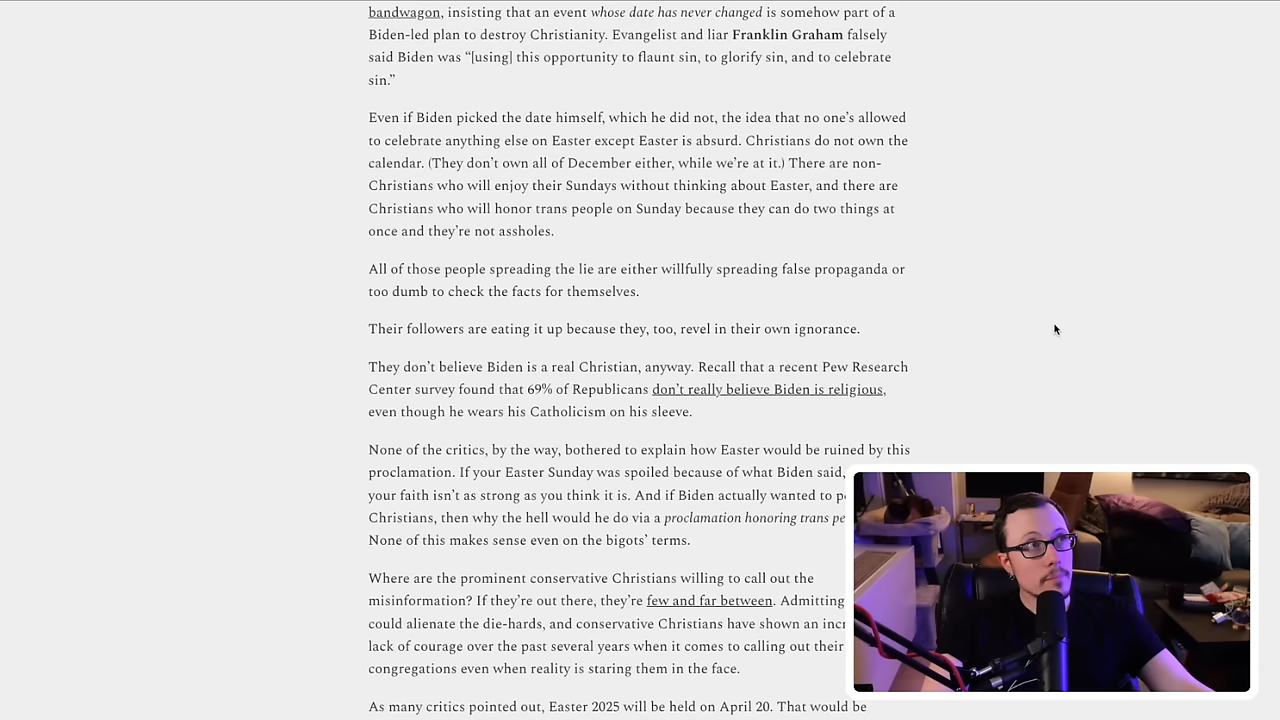 bandwagon, insisting that an event whose date has never changed is somehow part of a
Biden-led plan to destroy Christianity. Evangelist and liar Franklin Graham falsely
said Biden was “[using] this opportunity to flaunt sin, to glorify sin, and to celebrate
sin.”
Even if Biden picked the date himself, which he did not, the idea that no one’s allowed
to celebrate anything else on Easter except Easter is absurd. Christians do not own the
calendar. (They don’t own all of December either, while we’re at it.) There are non-
Christians who will enjoy their Sundays without thinking about Easter, and there are
Christians who will honor trans people on Sunday because they can do two things at
once and they’re not assholes.
All of those people spreading the lie are either willfully spreading false propaganda or
too dumb to check the facts for themselves.
Their followers are eating it up because they, too, revel in their own ignorance.
They don’t believe Biden is a real Christian, anyway. Recall that a recent Pew Research
Center survey found that 69% of Republicans don’t really believe Biden is religious,
even though he wears his Catholicism on his sleeve.
None of the critics, by the way, bothered to explain how Easter would be ruined by this
proclamation. If your Easter Sunday was spoiled because of what Biden said,
your faith isn’t as strong as you think it is. And if Biden actually wanted to
Christians, then why the hell would he do via a proclamation honoring trans
None of this makes sense even on the bigots’ terms.
Where are the prominent conservative Christians willing to call out the
misinformation? If they’re out there, they’re few and far between. Admitting
could alienate the die-hards, and conservative Christians have shown an
lack of courage over the past several years when it comes to calling out their
congregations even when reality is staring them in the face.
As many critics pointed out, Easter 2025 will be held on April 20. That would be